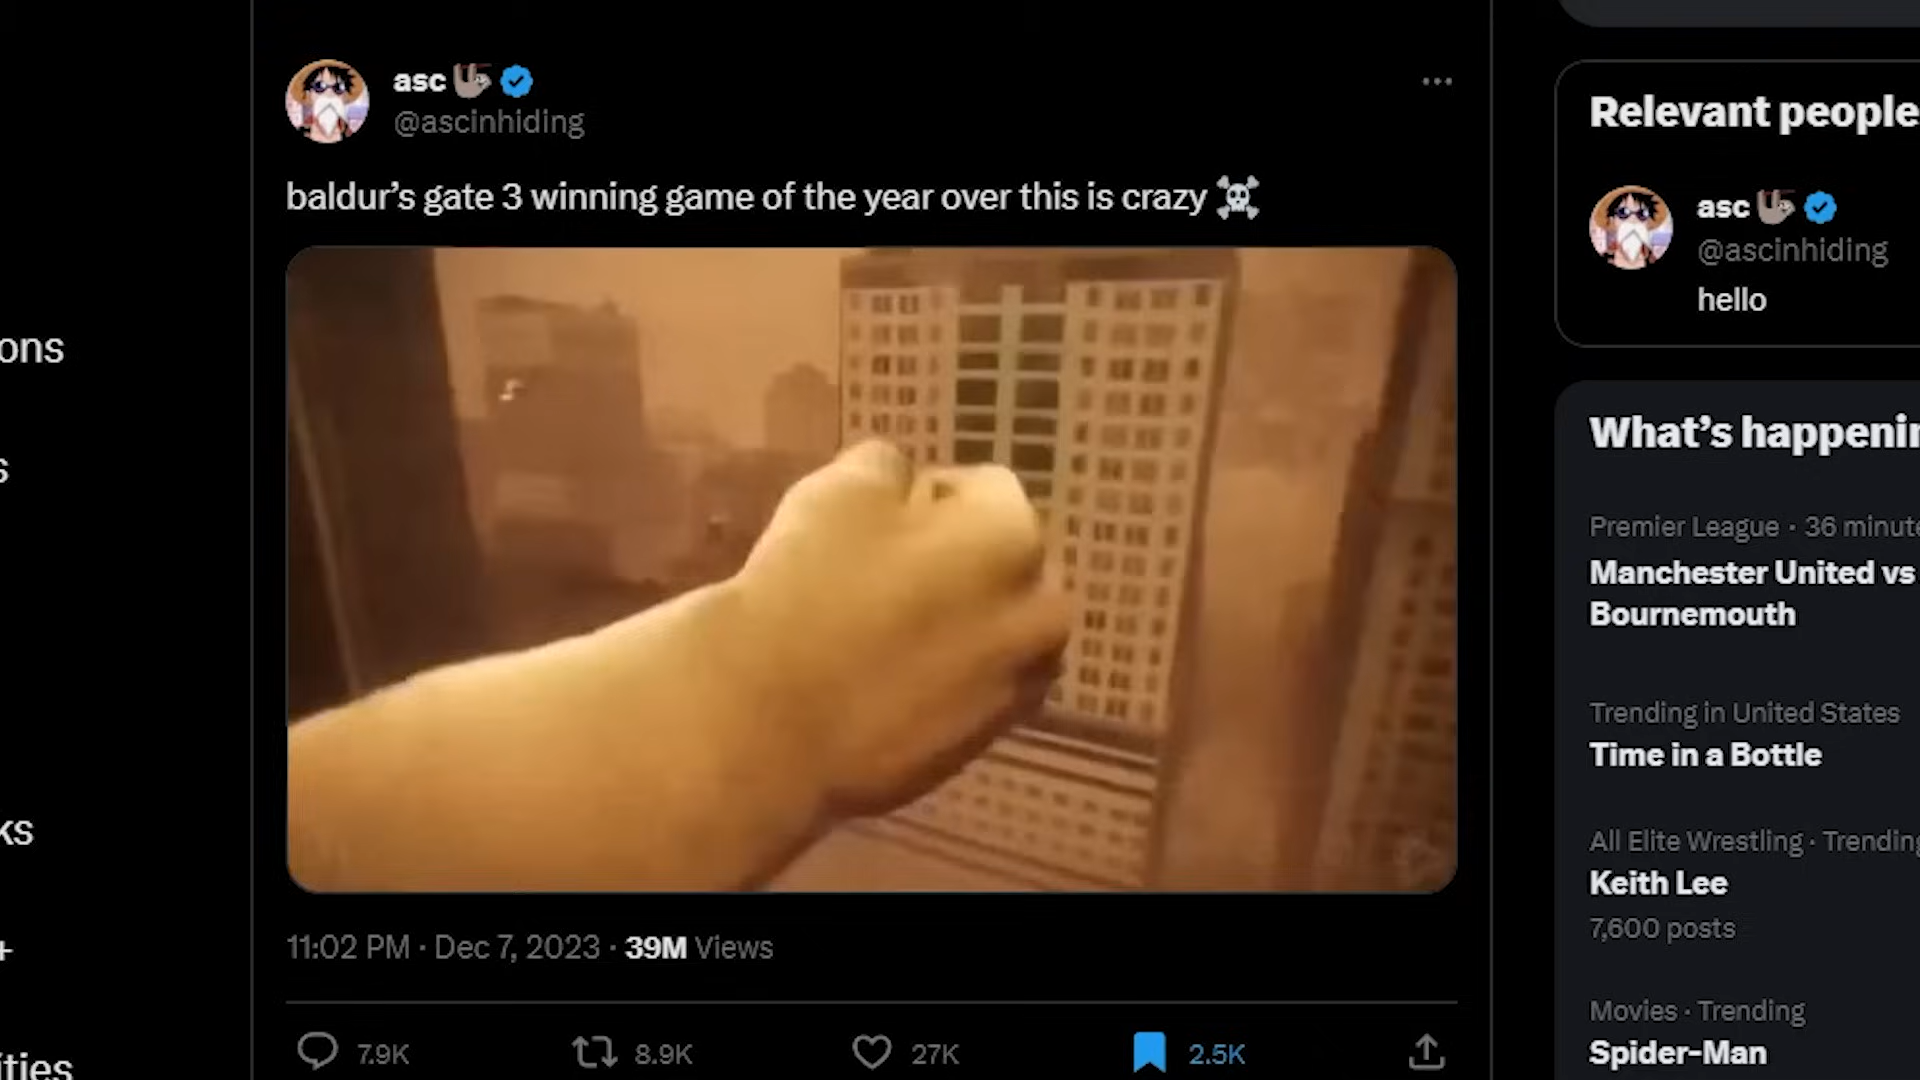 asc
@ascinhiding
baldur’s gate 3 winning game of the year over this is crazy ☠️
11:02 PM · Dec 7, 2023 · 39M Views
7.9K 8.9K 27K 2.5K
ons
s
ks
+
ities
Relevant people
asc
@ascinhiding
hello
What’s happenin
Premier League · 36 minute
Manchester United vs
Bournemouth
Trending in United States
Time in a Bottle
All Elite Wrestling · Trending
Keith Lee
7,600 posts
Movies · Trending
Spider-Man